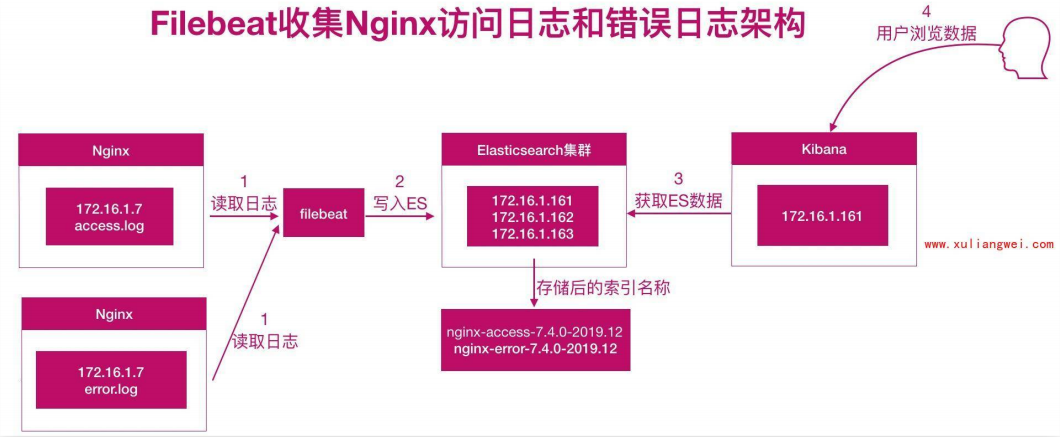 Filebeat收集Nginx访问日志和错误日志架构
4
用户浏览数据
Nginx
172.16.1.7
access.log
1
读取日志
filebeat
2
写入ES
Elasticsearch集群
172.16.1.161
172.16.1.162
172.16.1.163
3
获取ES数据
Kibana
172.16.1.161
www.xuliangwei.com
存储后的索引名称
nginx-access-7.4.0-2019.12
nginx-error-7.4.0-2019.12
Nginx
172.16.1.7
error.log
1
读取日志